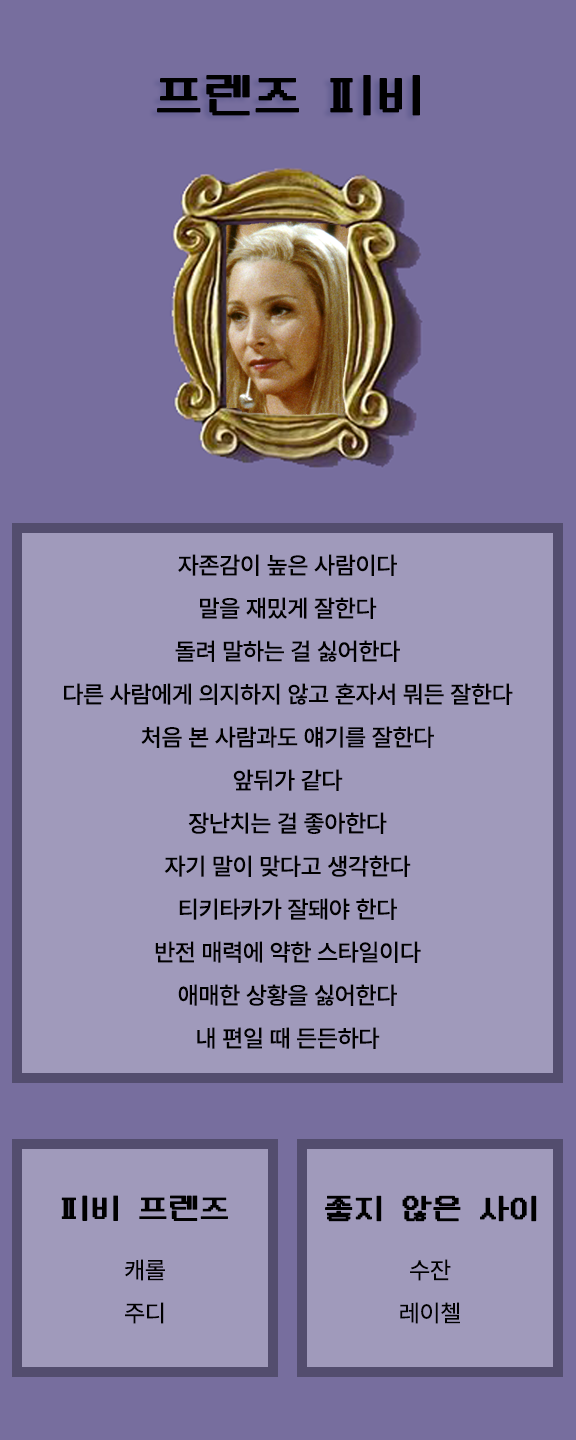 프렌즈 피비
자존감이 높은 사람이다
말을 재밌게 잘한다
돌려 말하는 걸 싫어한다
다른 사람에게 의지하지 않고 혼자서 뭐든 잘한다
처음 본 사람과도 얘기를 잘한다
앞뒤가 같다
장난치는 걸 좋아한다
자기 말이 맞다고 생각한다
티키타카가 잘돼야 한다
반전 매력에 약한 스타일이다
애매한 상황을 싫어한다
내 편일 때 든든하다
피비 프렌즈
캐롤
주디
좋지 않은 사이
수잔
레이첼